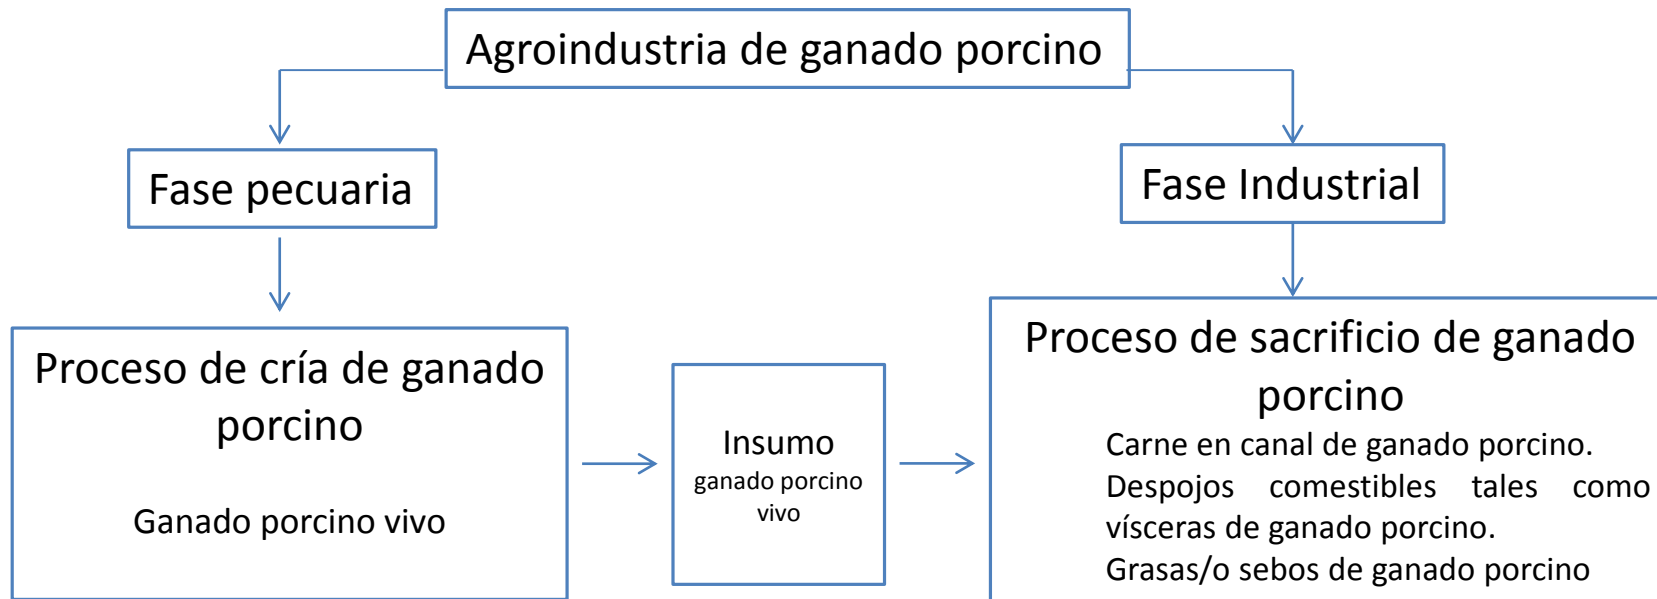 Agroindustria de ganado porcino
Fase pecuaria
Fase Industrial
Proceso de cría de ganado
porcino
Ganado porcino vivo
Insumo
ganado porcino
vivo
Proceso de sacrificio de ganado
porcino
Carne en canal de ganado porcino.
Despojos comestibles tales como
vísceras de ganado porcino.
Grasas/o sebos de ganado porcino